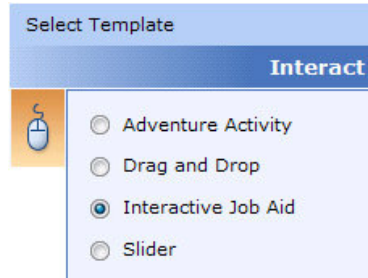 Select Template
Interact
Adventure Activity
Drag and Drop
Interactive Job Aid
Slider